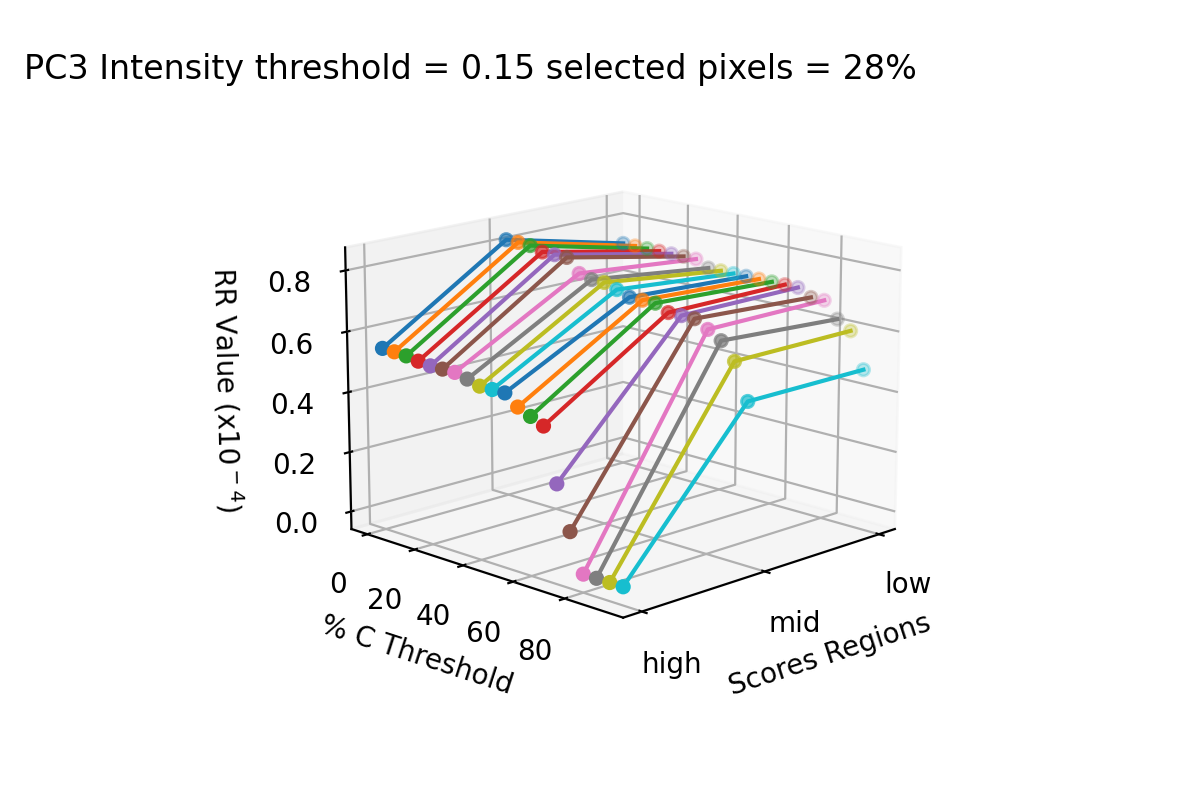 PC3 Intensity threshold = 0.15 selected pixels = 28%
RR Value (x10⁻⁴)
0.8
0.6
0.4
0.2
0.0
0
20
40
60
80
% C Threshold
high
mid
low
Scores Regions